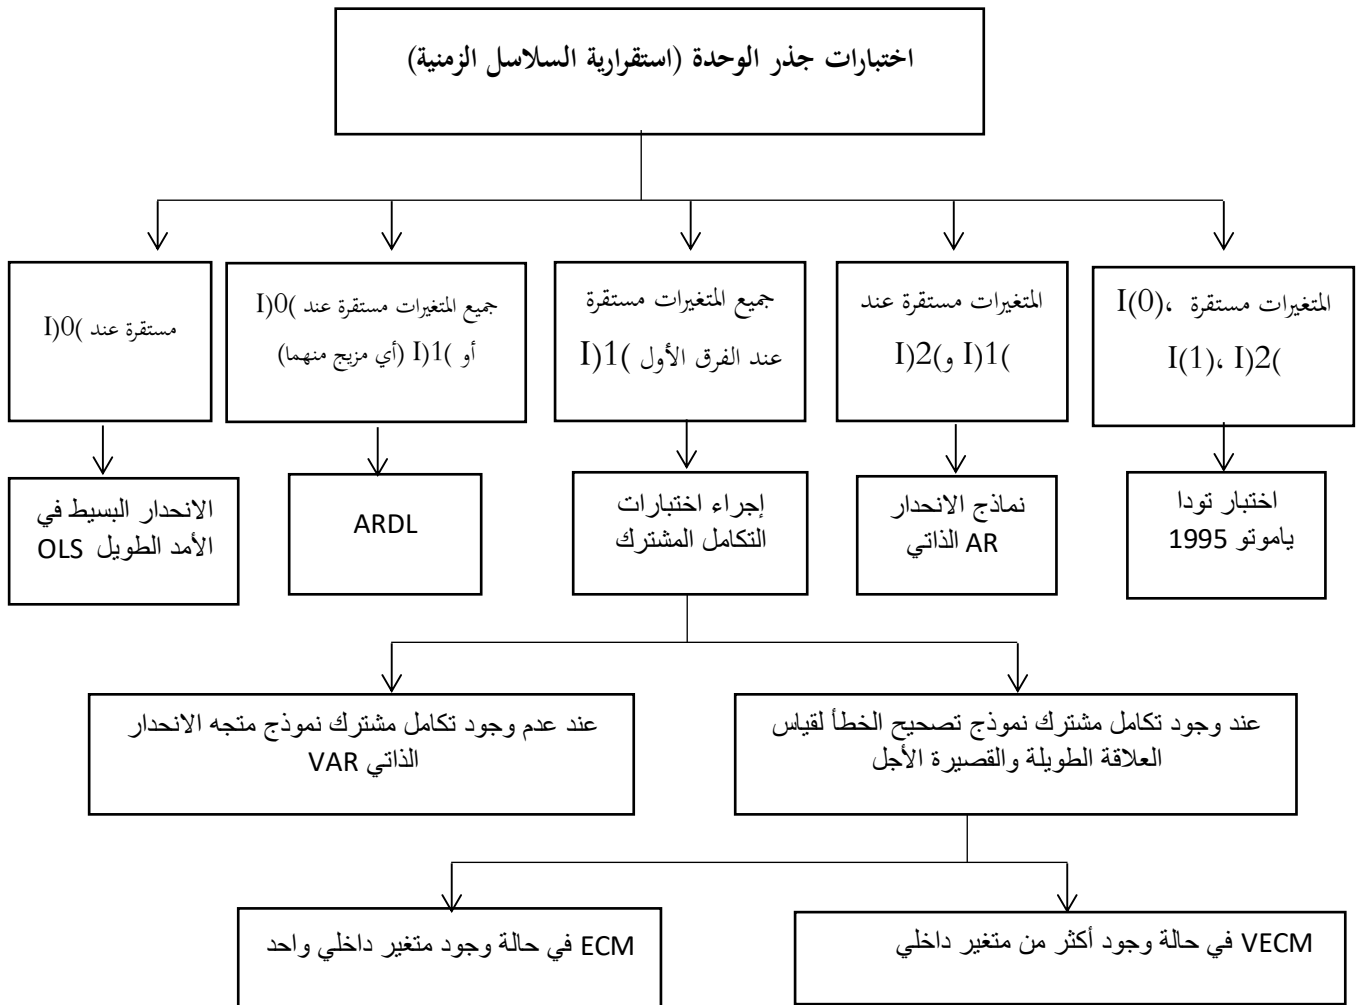 اختبارات جذر الوحدة (استقرارية السلاسل الزمنية)
المتغيرات مستقرة I(0)،
I(1)، I)2(
المتغيرات مستقرة عند
I)1( و I)2(
جميع المتغيرات مستقرة
عند الفرق الأول I)1(
جميع المتغيرات مستقرة عند I)0(
أو I)1( (أي مزيج منهما)
مستقرة عند I)0(
اختبار تودا
ياموتو 1995
نماذج الانحدار
الذاتي AR
إجراء اختبارات
التكامل المشترك
ARDL
الانحدار البسيط في
الأمد الطويل OLS
عند وجود تكامل مشترك نموذج تصحيح الخطأ لقياس
العلاقة الطويلة والقصيرة الأجل
عند عدم وجود تكامل مشترك نموذج متجه الانحدار
الذاتي VAR
VECM في حالة وجود أكثر من متغير داخلي
ECM في حالة وجود متغير داخلي واحد